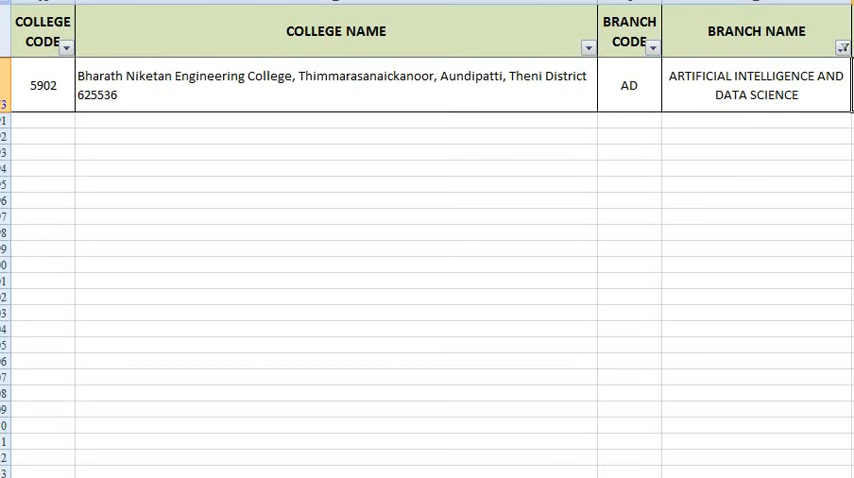 COLLEGE CODE
COLLEGE NAME
BRANCH CODE
BRANCH NAME
5902
Bharath Niketan Engineering College, Thimmarasanaickanoor, Aundipatti, Theni District
625536
AD
ARTIFICIAL INTELLIGENCE AND
DATA SCIENCE